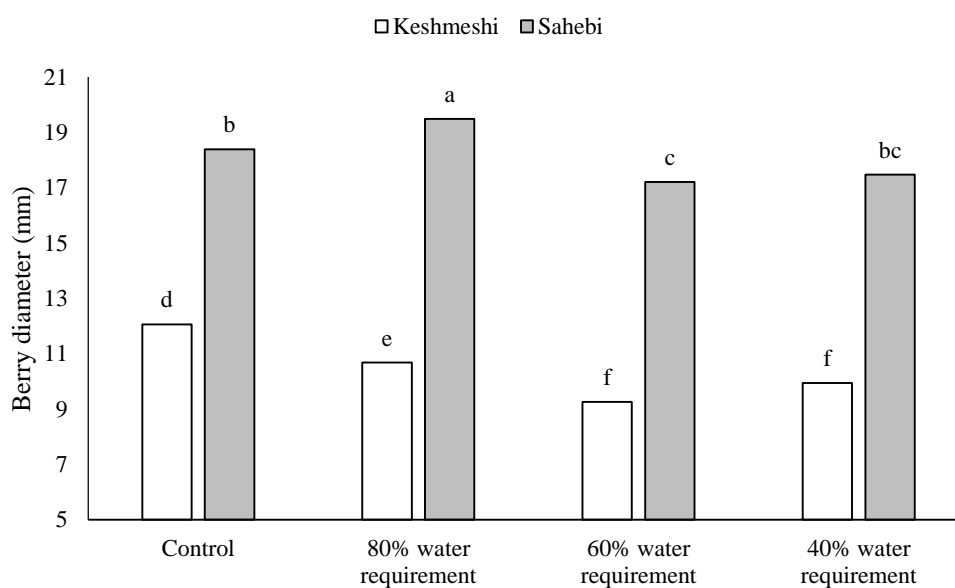 Keshmeshi Sahebi
Berry diameter (mm)
21
19
17
15
13
11
9
7
5
d
b
e
a
f
c
f
bc
Control
80% water
requirement
60% water
requirement
40% water
requirement